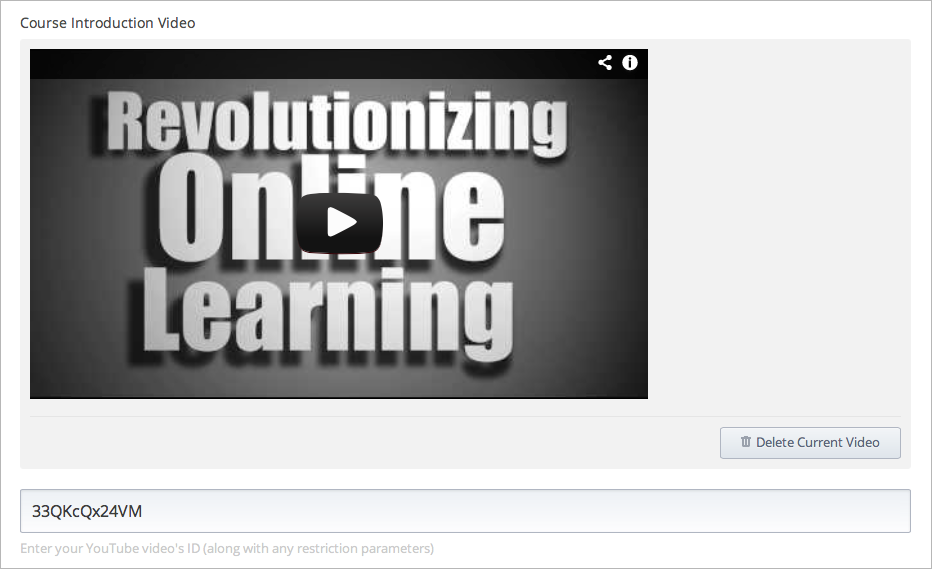 Course Introduction Video
Revolutionizing
Online
Learning
Delete Current Video
33QKcQx24VM
Enter your YouTube video's ID (along with any restriction parameters)